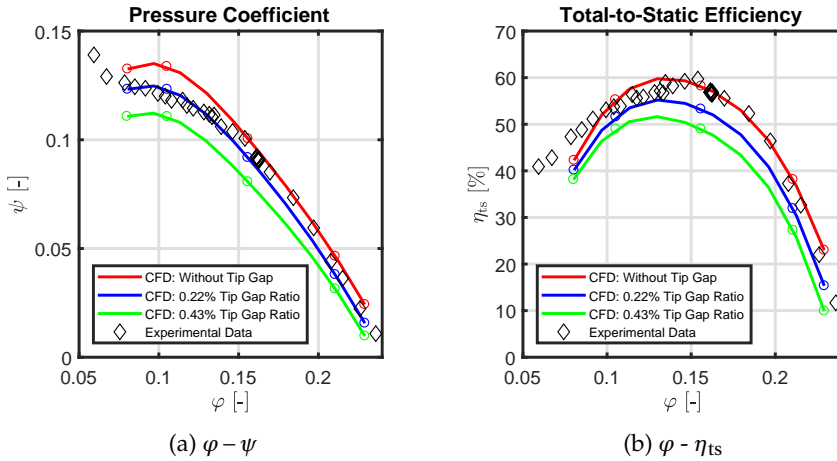 Pressure Coefficient
0.15
0.1
0.05
0
ψ [-]
0.05 0.1 0.15 0.2
φ [-]
CFD: Without Tip Gap
CFD: 0.22% Tip Gap Ratio
CFD: 0.43% Tip Gap Ratio
Experimental Data
(a) φ – ψ
Total-to-Static Efficiency
70
60
50
40
30
20
10
0
ηts [%]
0.05 0.1 0.15 0.2
φ [-]
CFD: Without Tip Gap
CFD: 0.22% Tip Gap Ratio
CFD: 0.43% Tip Gap Ratio
Experimental Data
(b) φ - ηts